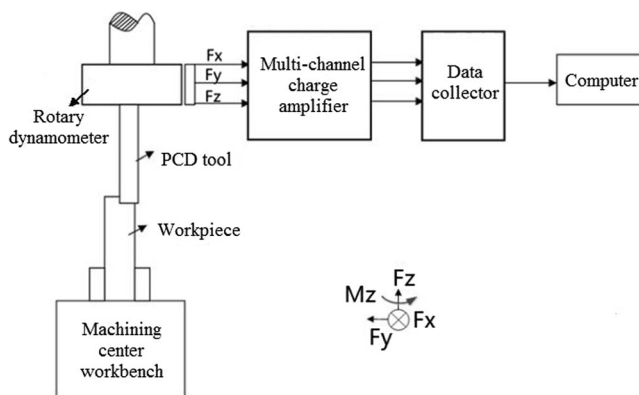 Fx
Fy
Fz
Multi-channel
charge
amplifier
Data
collector
Computer
Rotary
dynamometer
PCD tool
Workpiece
Machining
center
workbench
Fz
Mz
Fx
Fy